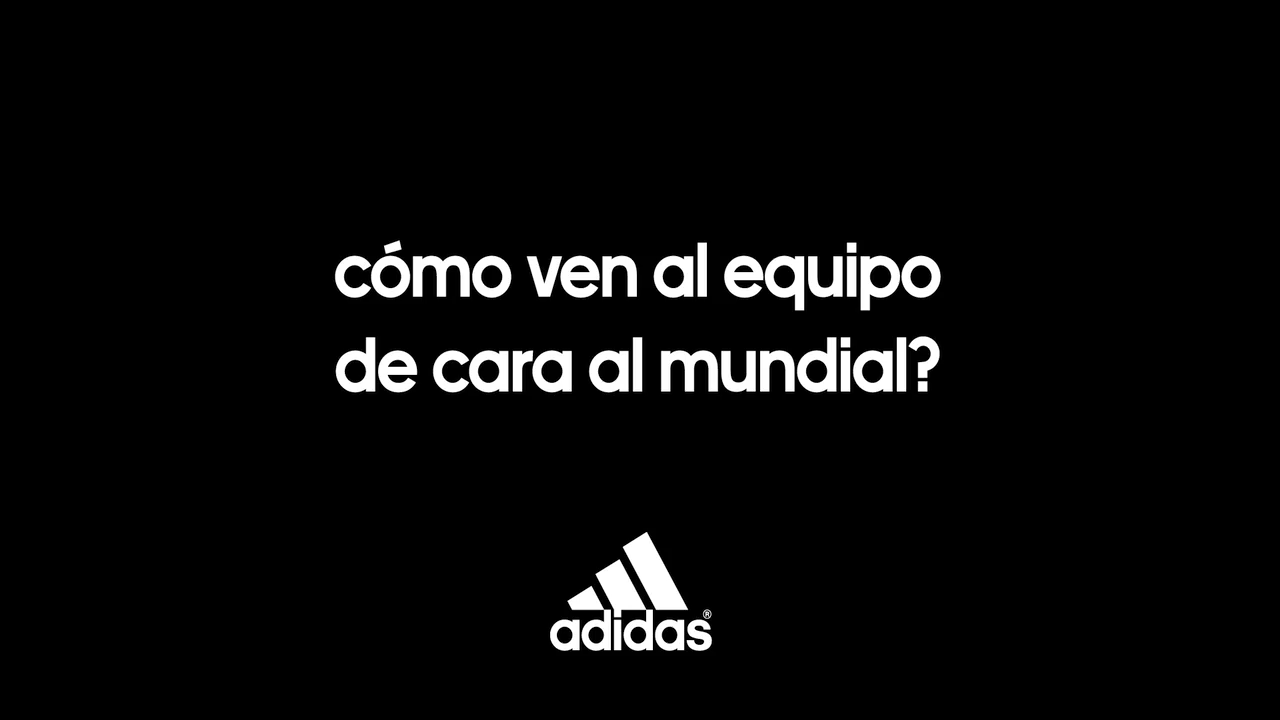 cómo ven al equipo
de cara al mundial?
adidas®